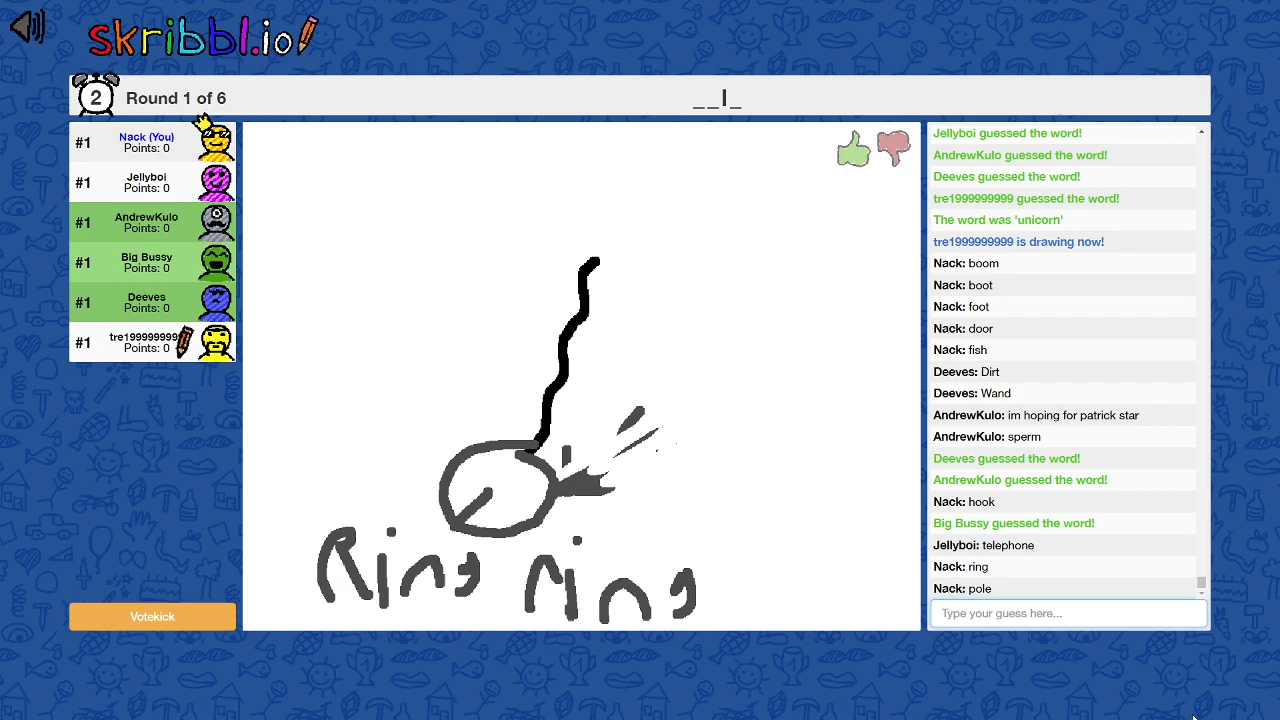 skribbl.io
2 Round 1 of 6 __l_
#1 Nack (You)
Points: 0
#1 Jellyboi
Points: 0
#1 AndrewKulo
Points: 0
#1 Big Bussy
Points: 0
#1 Deeves
Points: 0
#1 tre1999999999
Points: 0
Votekick
Ring ring
Jellyboi guessed the word!
AndrewKulo guessed the word!
Deeves guessed the word!
tre1999999999 guessed the word!
The word was 'unicorn'
tre1999999999 is drawing now!
Nack: boom
Nack: boot
Nack: foot
Nack: door
Nack: fish
Deeves: Dirt
Deeves: Wand
AndrewKulo: im hoping for patrick star
AndrewKulo: sperm
Deeves guessed the word!
AndrewKulo guessed the word!
Nack: hook
Big Bussy guessed the word!
Jellyboi: telephone
Nack: ring
Nack: pole
Type your guess here...